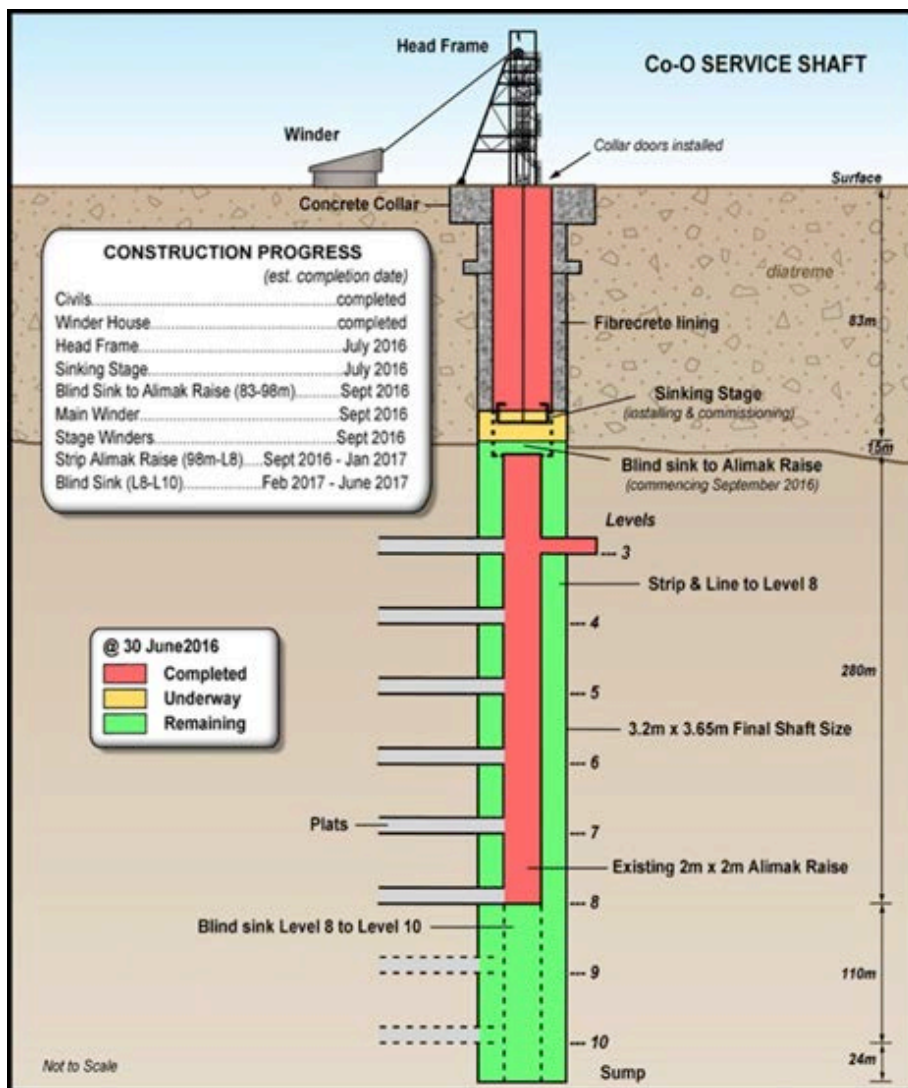 Head Frame
Co-O SERVICE SHAFT
Winder
Collar doors installed
Surface
Concrete Collar
CONSTRUCTION PROGRESS
(est. completion date)
Civils..........completed
Winder House..........completed
Head Frame..........July 2016
Sinking Stage..........July 2016
Blind Sink to Alimak Raise (83-98m)....Sept 2016
Main Winder..........Sept 2016
Stage Winders..........Sept 2016
Strip Alimak Raise (98m-L8)....Sept 2016 - Jan 2017
Blind Sink (L8-L10)..........Feb 2017 - June 2017
diatreme
83m
Fibrecrete lining
Sinking Stage
(installing & commissioning)
15m
Blind sink to Alimak Raise
(commencing September 2016)
Levels
3
Strip & Line to Level 8
4
@ 30 June2016
Completed
Underway
Remaining
280m
5
3.2m x 3.65m Final Shaft Size
6
Plats
7
Existing 2m x 2m Alimak Raise
8
Blind sink Level 8 to Level 10
9
110m
10
24m
Not to Scale
Sump